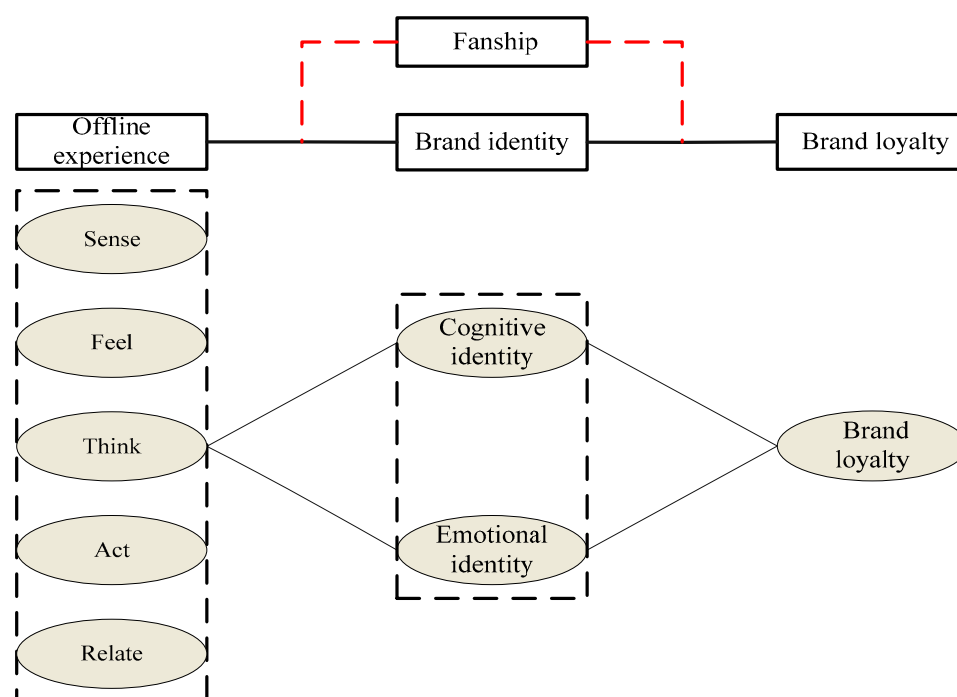 Fanship
Offline
experience
Brand identity
Brand loyalty
Sense
Feel
Think
Act
Relate
Cognitive
identity
Emotional
identity
Brand
loyalty